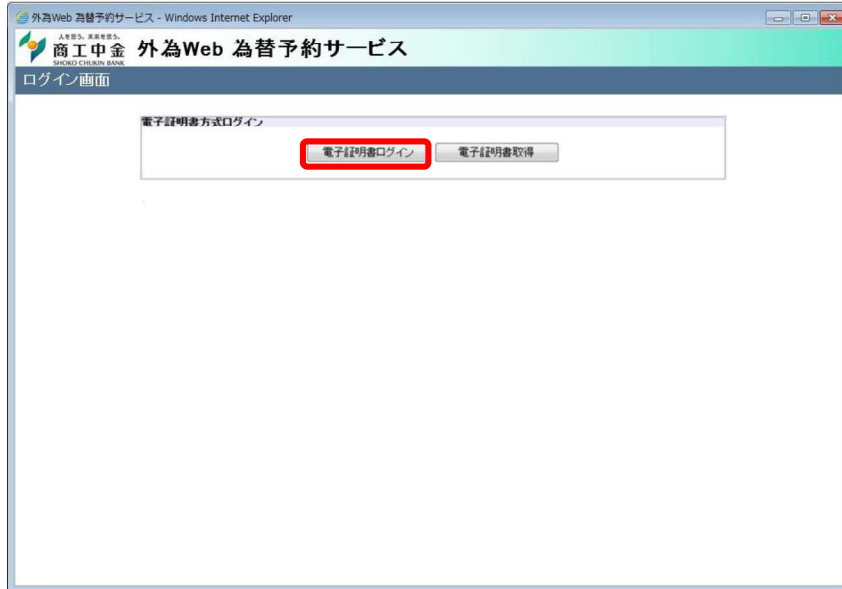 外為Web 為替予約サービス - Windows Internet Explorer
人を思う。未来を思う。
商工中金 外為Web 為替予約サービス
SHOKO CHUKIN BANK
ログイン画面
電子証明書方式ログイン
電子証明書ログイン 電子証明書取得